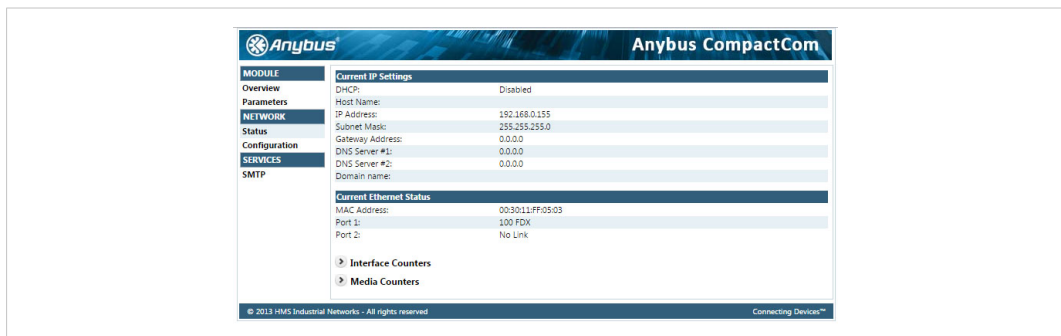 Anybus®
Anybus CompactCom
MODULE
Overview
Parameters
NETWORK
Status
Configuration
SERVICES
SMTP
Current IP Settings
DHCP: Disabled
Host Name:
IP Address: 192.168.0.155
Subnet Mask: 255.255.255.0
Gateway Address: 0.0.0.0
DNS Server #1: 0.0.0.0
DNS Server #2: 0.0.0.0
Domain name:
Current Ethernet Status
MAC Address: 00:30:11:FF:05:03
Port 1: 100 FDX
Port 2: No Link
Interface Counters
Media Counters
© 2013 HMS Industrial Networks - All rights reserved
Connecting Devices™